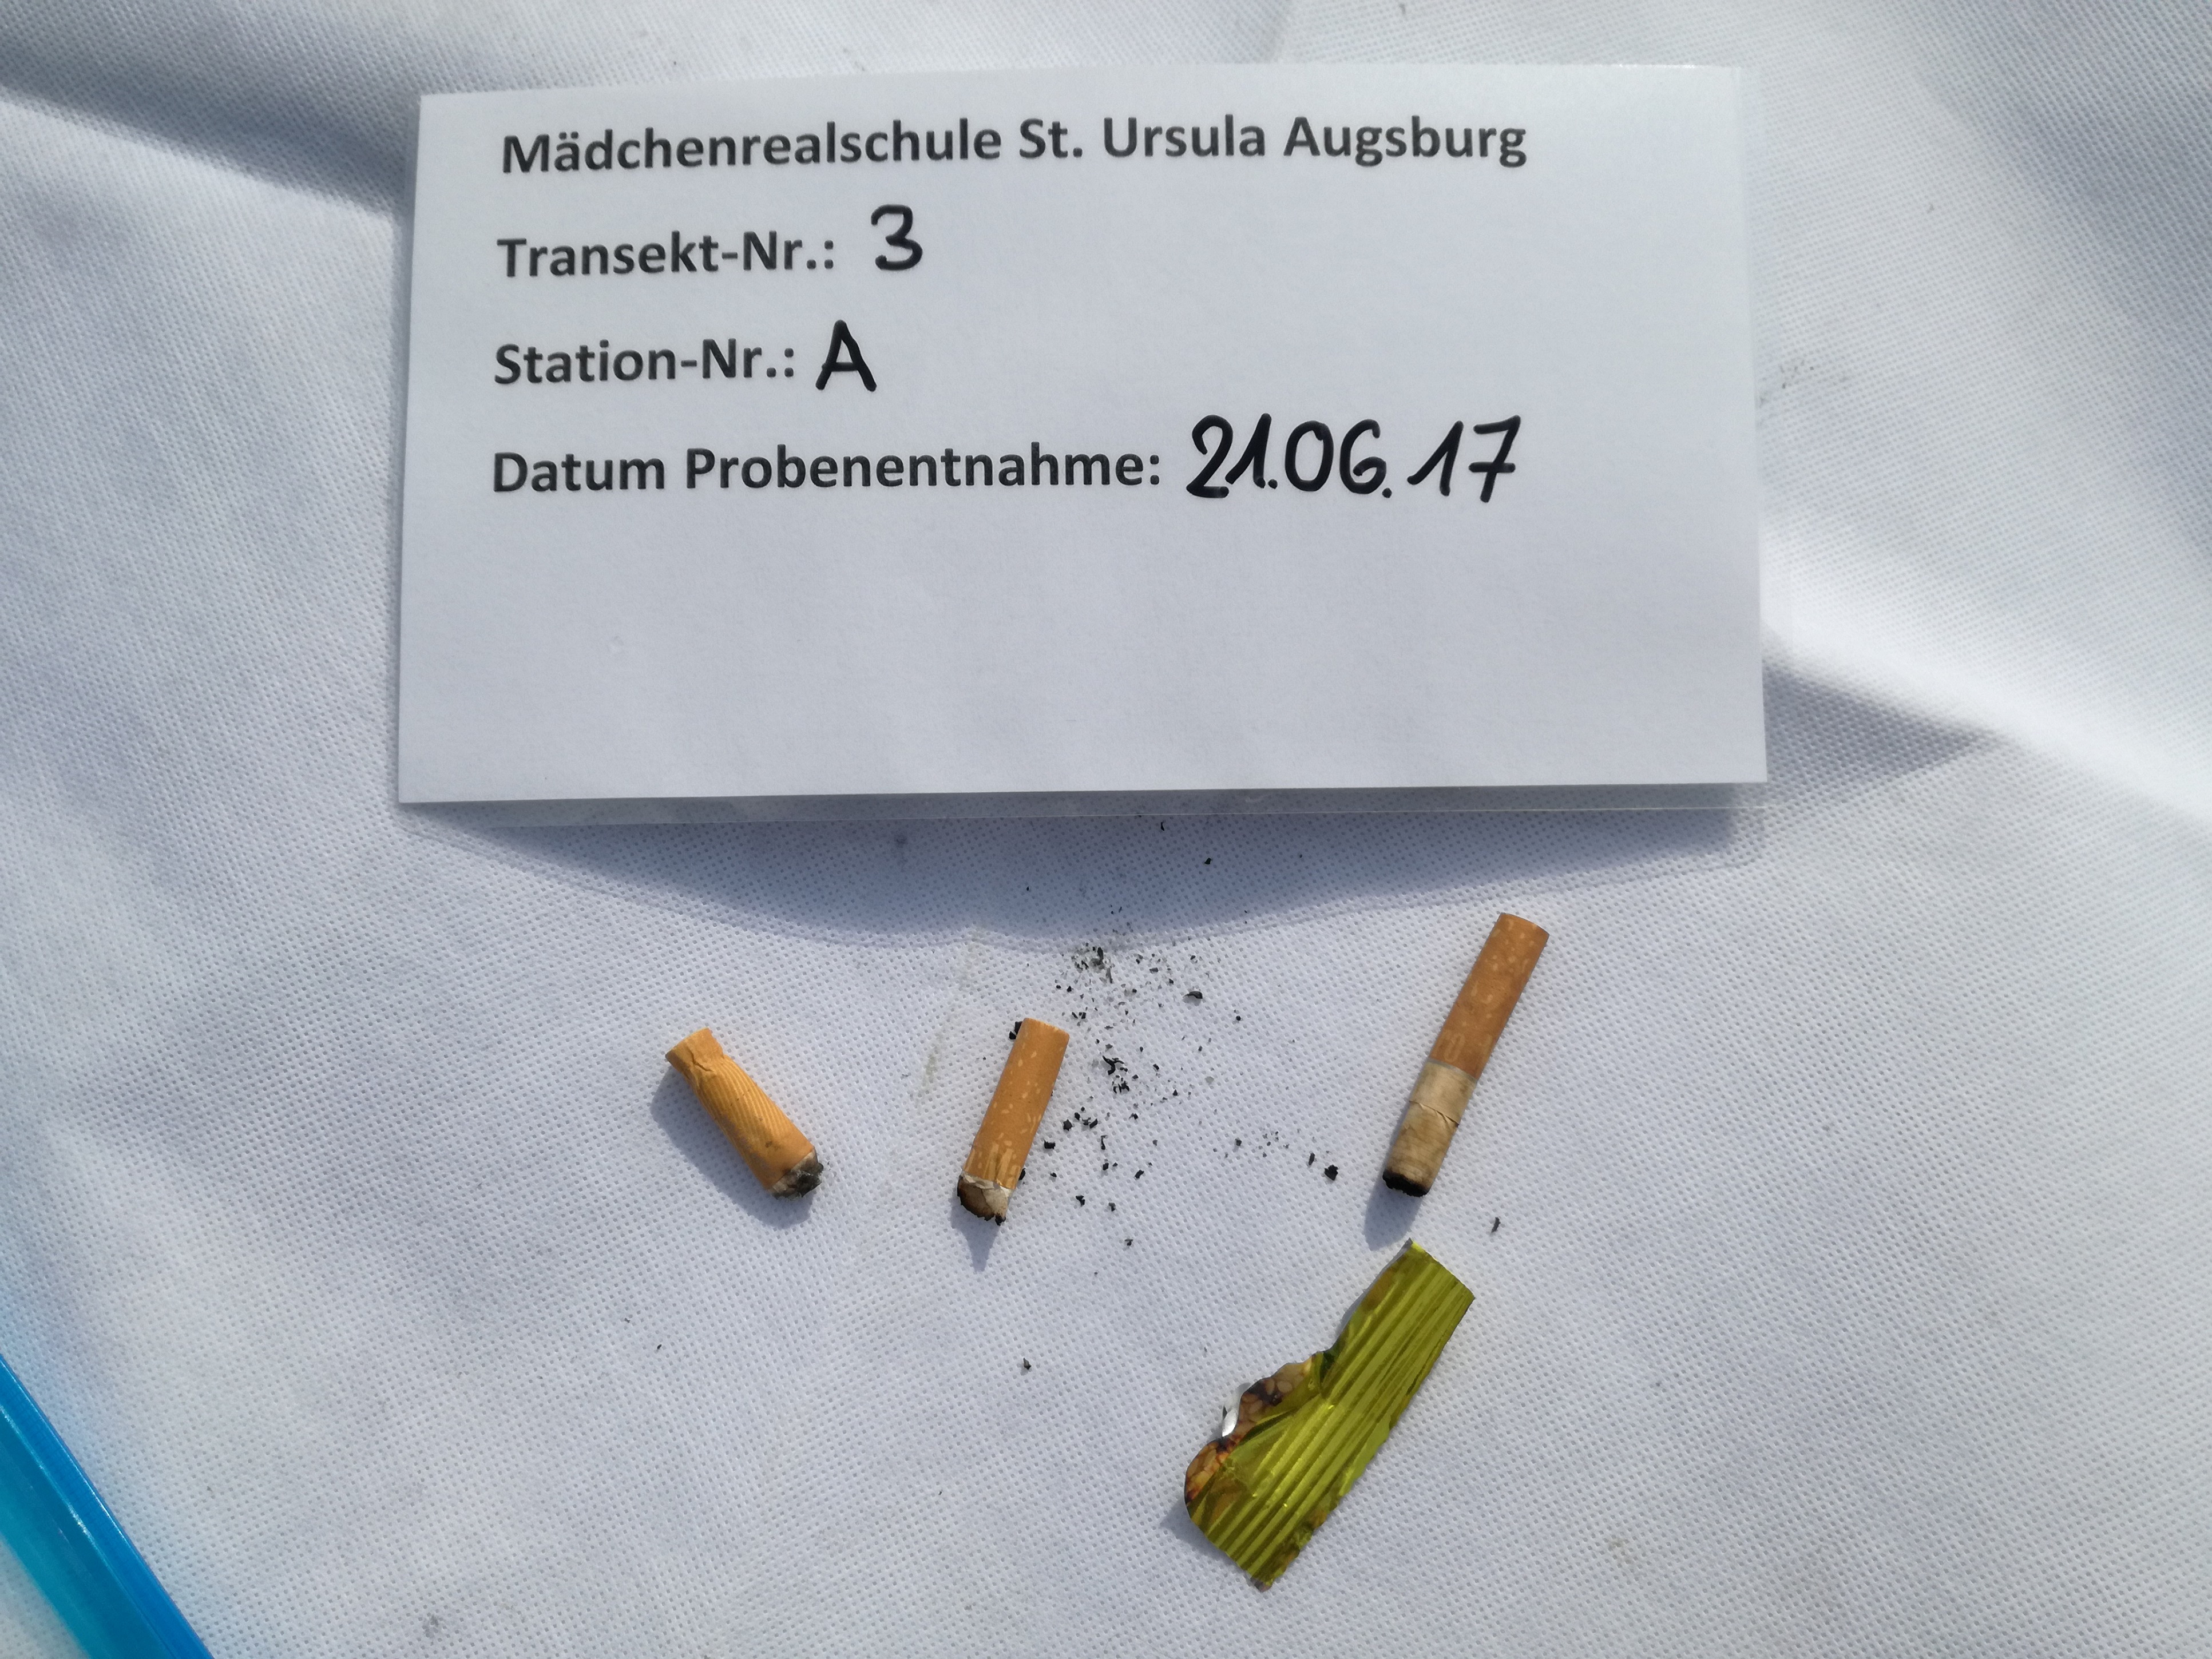 Mädchenrealschule St. Ursula Augsburg
Transekt-Nr.: 3
Station-Nr.: A
Datum Probenentnahme: 21.06.17